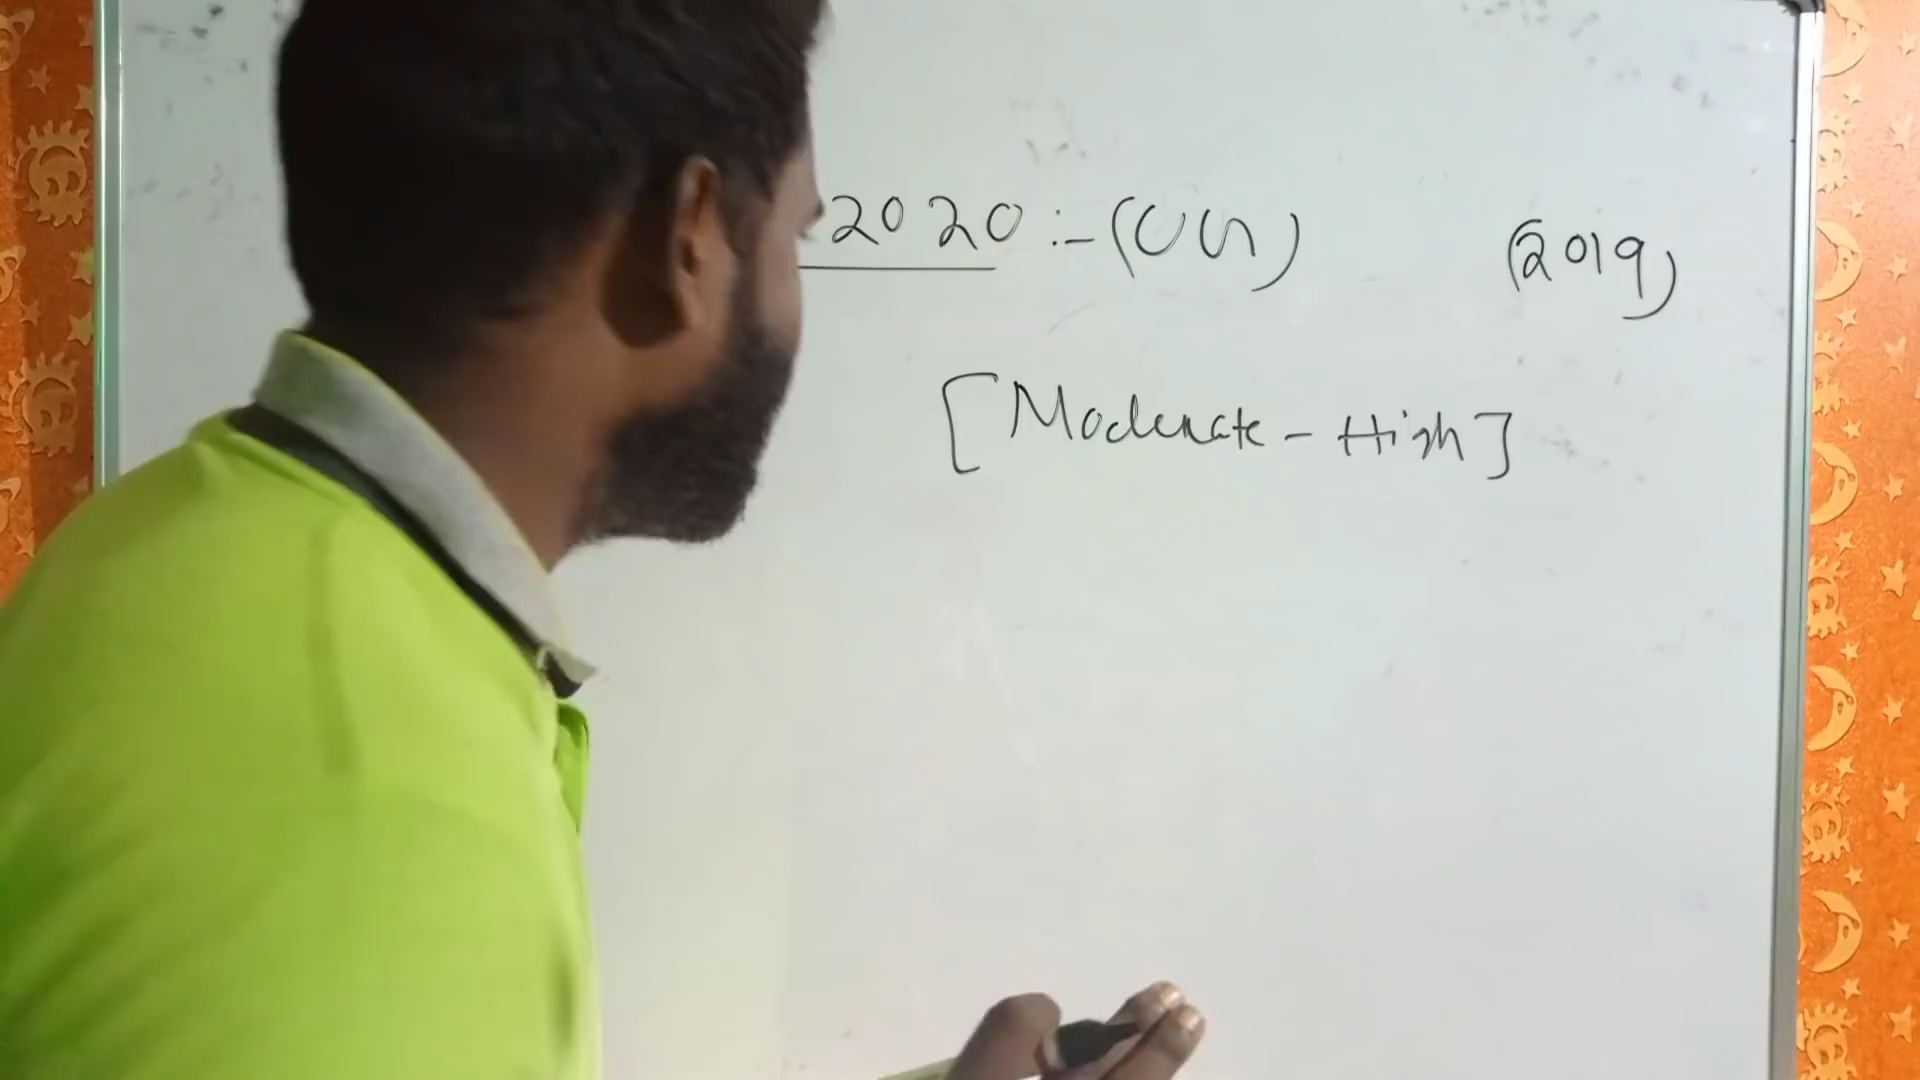 2020 :- (UG) (2019)
[Moderate - High]